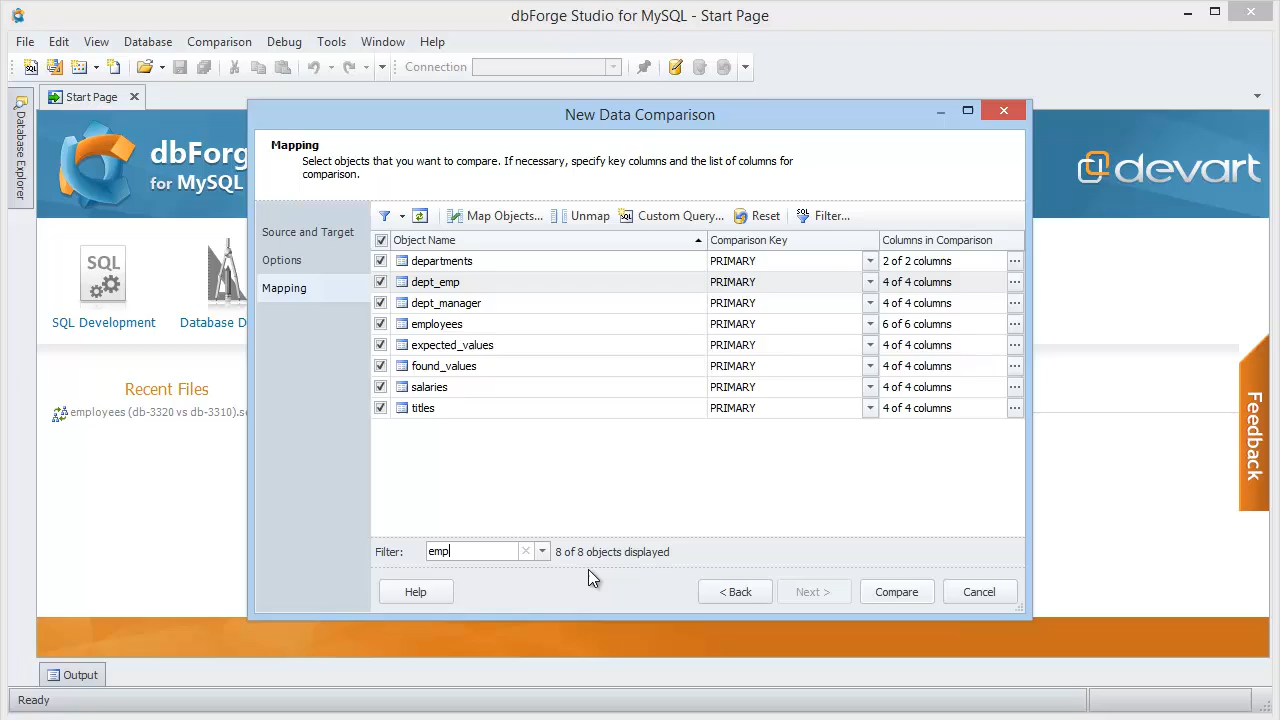 dbForge Studio for MySQL - Start Page
File Edit View Database Comparison Debug Tools Window Help
Connection
Start Page
Database Explorer
dbForg
for MySQL
devart
SQL
SQL Development
Database D
Recent Files
employees (db-3320 vs db-3310).s
Feedback
New Data Comparison
Mapping
Select objects that you want to compare. If necessary, specify key columns and the list of columns for
comparison.
Source and Target
Options
Mapping
Map Objects... Unmap Custom Query... Reset Filter...
Object Name Comparison Key Columns in Comparison
departments PRIMARY 2 of 2 columns
dept_emp PRIMARY 4 of 4 columns
dept_manager PRIMARY 4 of 4 columns
employees PRIMARY 6 of 6 columns
expected_values PRIMARY 4 of 4 columns
found_values PRIMARY 4 of 4 columns
salaries PRIMARY 4 of 4 columns
titles PRIMARY 4 of 4 columns
Filter: emp 8 of 8 objects displayed
Help < Back Next > Compare Cancel
Output
Ready